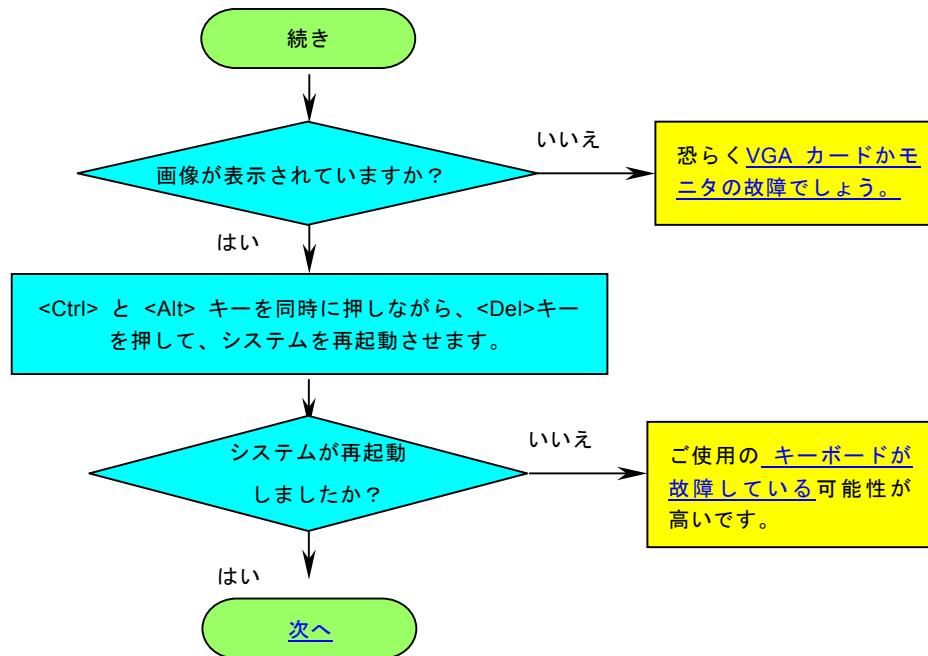 続き
画像が表示されていますか？
いいえ
恐らくVGA カードかモ
ニタの故障でしょう。
はい
<Ctrl> と <Alt> キーを同時に押しながら、<Del>キー
を押して、システムを再起動させます。
システムが再起動
しましたか？
いいえ
ご使用の キーボードが
故障している可能性が
高いです。
はい
次へ